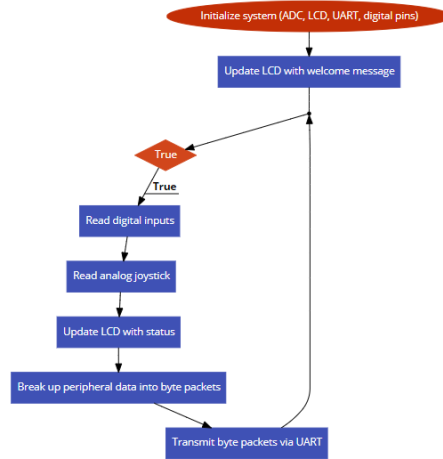 Initialize system (ADC, LCD, UART, digital pins)
Update LCD with welcome message
True
True
Read digital inputs
Read analog joystick
Update LCD with status
Break up peripheral data into byte packets
Transmit byte packets via UART